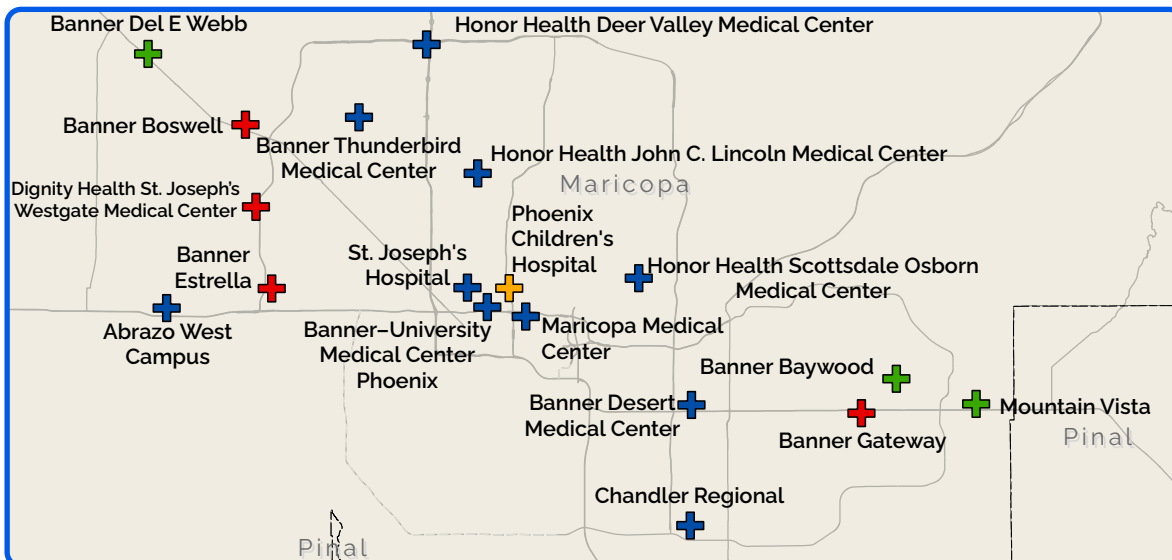 Banner Del E Webb
Honor Health Deer Valley Medical Center
Banner Boswell
Banner Thunderbird
Medical Center
Honor Health John C. Lincoln Medical Center
Maricopa
Dignity Health St. Joseph's
Westgate Medical Center
Phoenix
Children's
Hospital
Banner
Estrella
St. Joseph's
Hospital
Honor Health Scottsdale Osborn
Medical Center
Abrazo West
Campus
Banner–University
Medical Center
Phoenix
Maricopa Medical
Center
Banner Baywood
Banner Desert
Medical Center
Mountain Vista
Banner Gateway
Pinal
Chandler Regional
Pinal